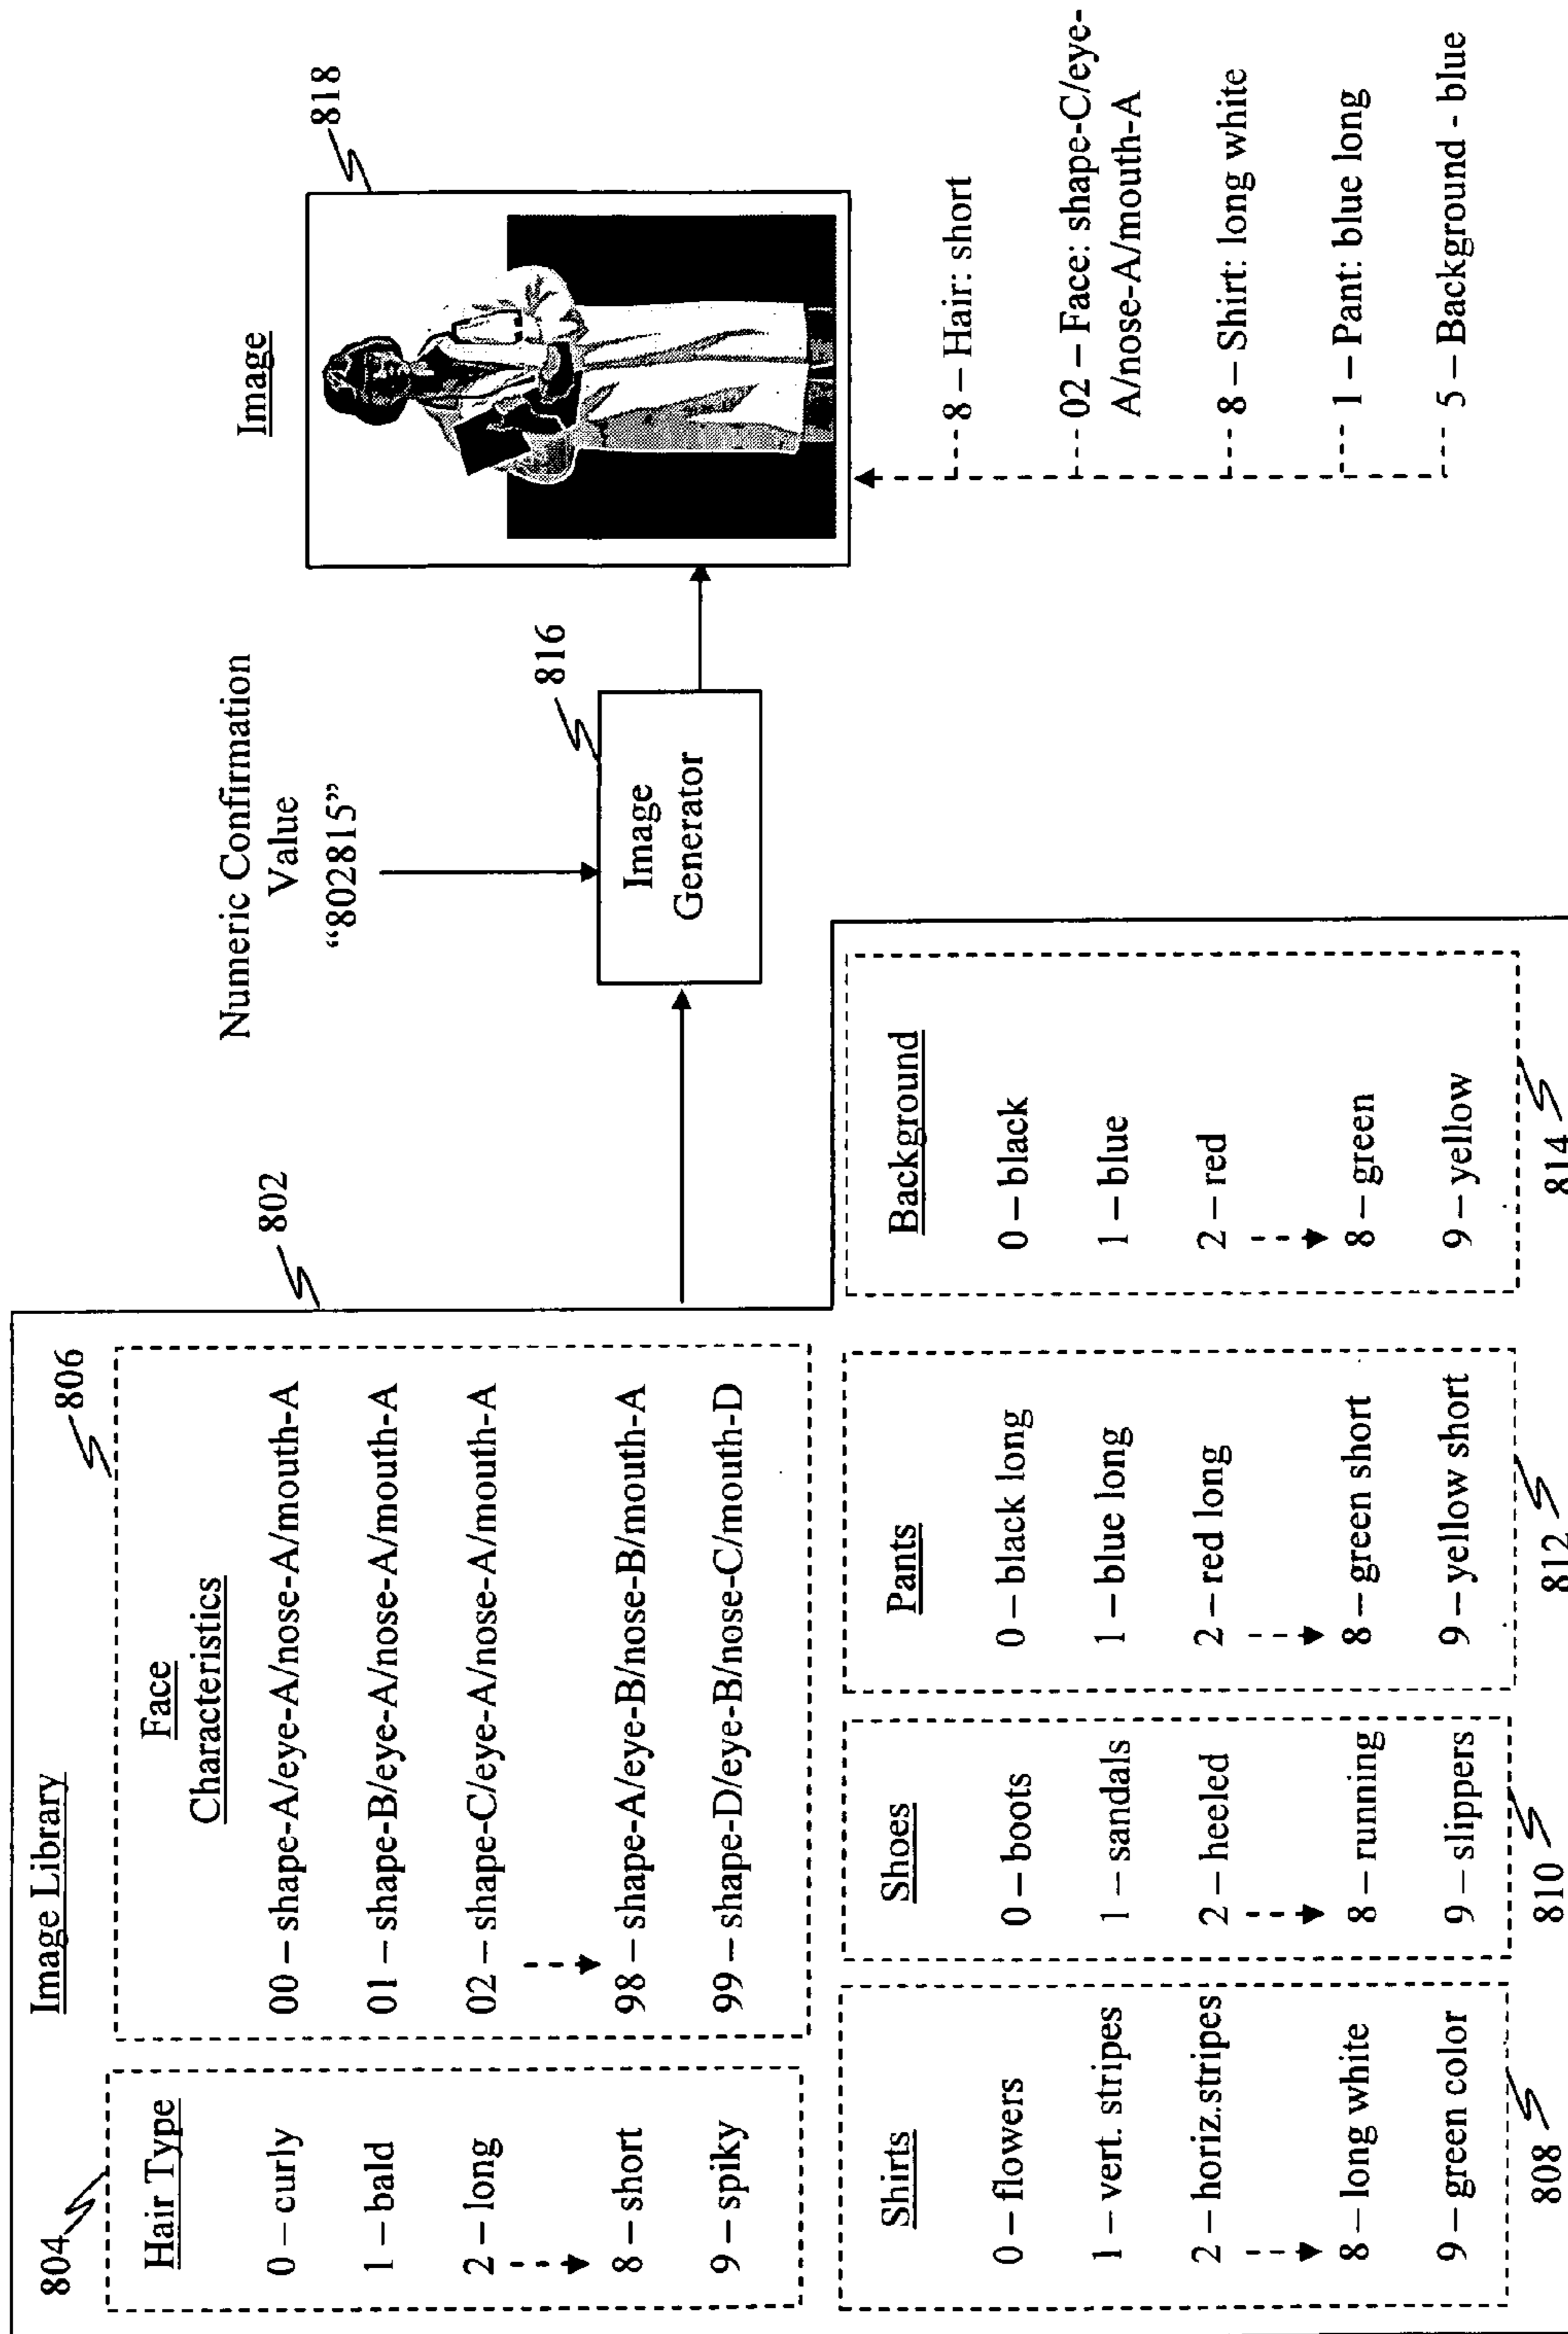 Image Library
802
804
Hair Type
0 – curly
1 – bald
2 – long
8 – short
9 – spiky
806
Face
Characteristics
00 – shape-A/eye-A/nose-A/mouth-A
01 – shape-B/eye-A/nose-A/mouth-A
02 – shape-C/eye-A/nose-A/mouth-A
98 – shape-A/eye-B/nose-B/mouth-A
99 – shape-D/eye-B/nose-C/mouth-D
Shirts
0 – flowers
1 – vert. stripes
2 – horiz.stripes
8 – long white
9 – green color
808
Shoes
0 – boots
1 – sandals
2 – heeled
8 – running
9 – slippers
810
Pants
0 – black long
1 – blue long
2 – red long
8 – green short
9 – yellow short
812
Background
0 – black
1 – blue
2 – red
8 – green
9 – yellow
814
Numeric Confirmation
Value
“802815”
816
Image
Generator
Image
818
8 – Hair: short
02 – Face: shape-C/eye-
A/nose-A/mouth-A
8 – Shirt: long white
1 – Pant: blue long
5 – Background - blue